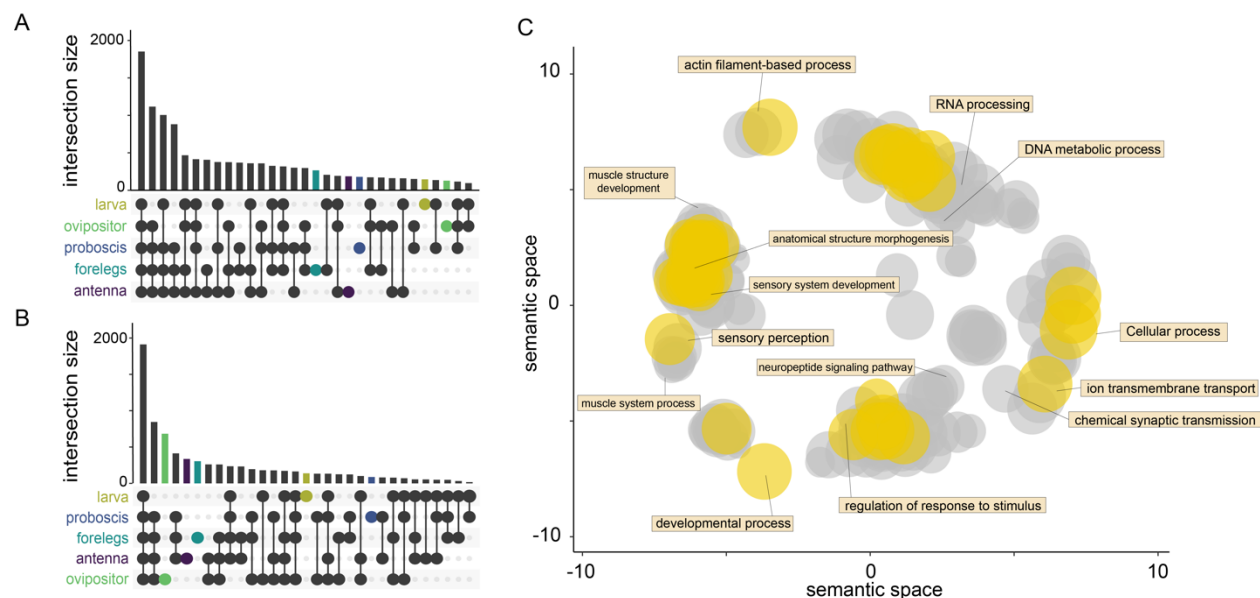 A
2000
intersection size
0
larva
ovipositor
proboscis
forelegs
antenna
B
2000
intersection size
0
larva
proboscis
forelegs
antenna
ovipositor
C
10
semantic space
0
-10
actin filament-based process
RNA processing
DNA metabolic process
muscle structure
development
anatomical structure morphogenesis
sensory system development
sensory perception
Cellular process
neuropeptide signaling pathway
muscle system process
ion transmembrane transport
chemical synaptic transmission
regulation of response to stimulus
developmental process
-10
0
10
semantic space